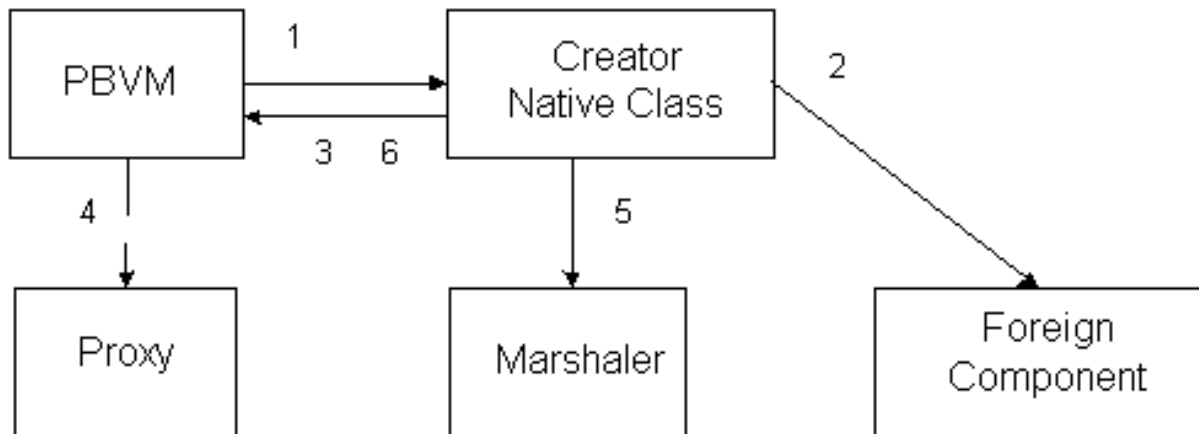 1
PBVM
Creator
Native Class
2
3 6
4
5
Proxy
Marshaler
Foreign
Component